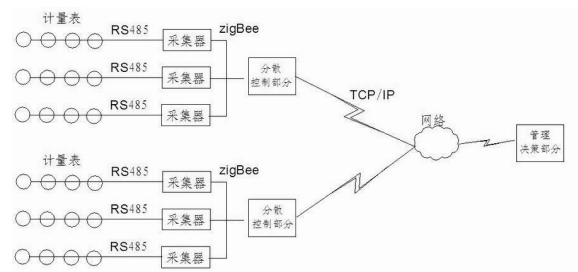 计量表
RS485
采集器
zigBee
RS485
采集器
RS485
采集器
分散
控制部分
TCP/IP
网络
管理
决策部分
计量表
RS485
采集器
zigBee
RS485
采集器
RS485
采集器
分散
控制部分